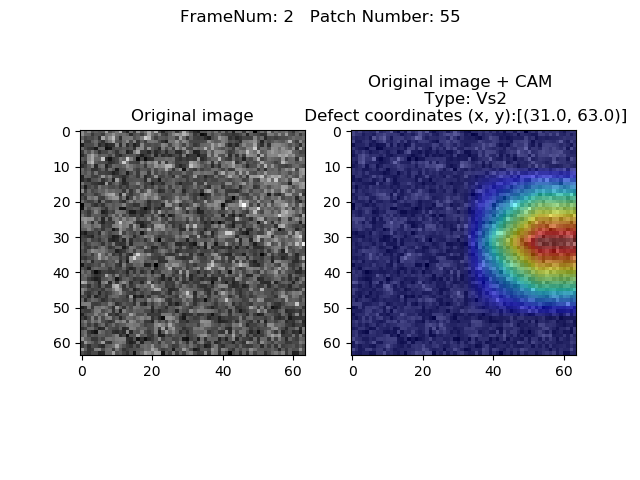 FrameNum: 2   Patch Number: 55
Original image
Original image + CAM
Type: Vs2
Defect coordinates (x, y):[(31.0, 63.0)]
0
10
20
30
40
50
60
0 20 40 60
0
10
20
30
40
50
60
0 20 40 60